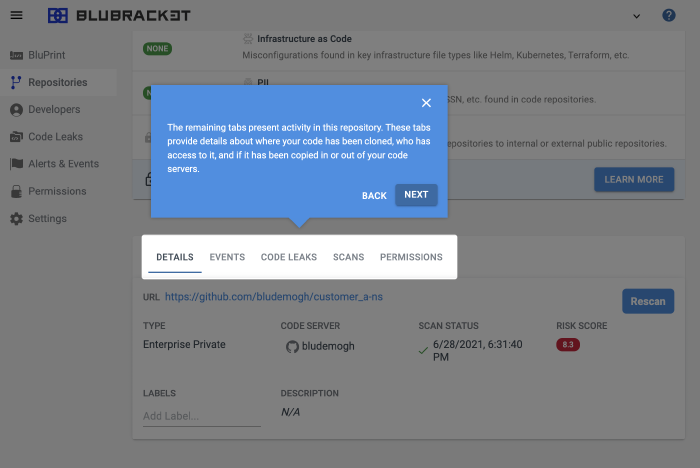 BLUBRACKET
Infrastructure as Code
NONE
Misconfigurations found in key infrastructure file types like Helm, Kubernetes, Terraform, etc.
BluPrint
Repositories
PII
SSN, etc. found in code repositories.
Developers
The remaining tabs present activity in this repository. These tabs
provide details about where your code has been cloned, who has
access to it, and if it has been copied in or out of your code
servers.
Code Leaks
repositories to internal or external public repositories.
Alerts & Events
LEARN MORE
Permissions
BACK
NEXT
Settings
DETAILS EVENTS CODE LEAKS SCANS PERMISSIONS
URL https://github.com/bludemogh/customer_a-ns
Rescan
TYPE CODE SERVER SCAN STATUS RISK SCORE
Enterprise Private bludemogh 6/28/2021, 6:31:40
PM
8.3
LABELS DESCRIPTION
Add Label... N/A